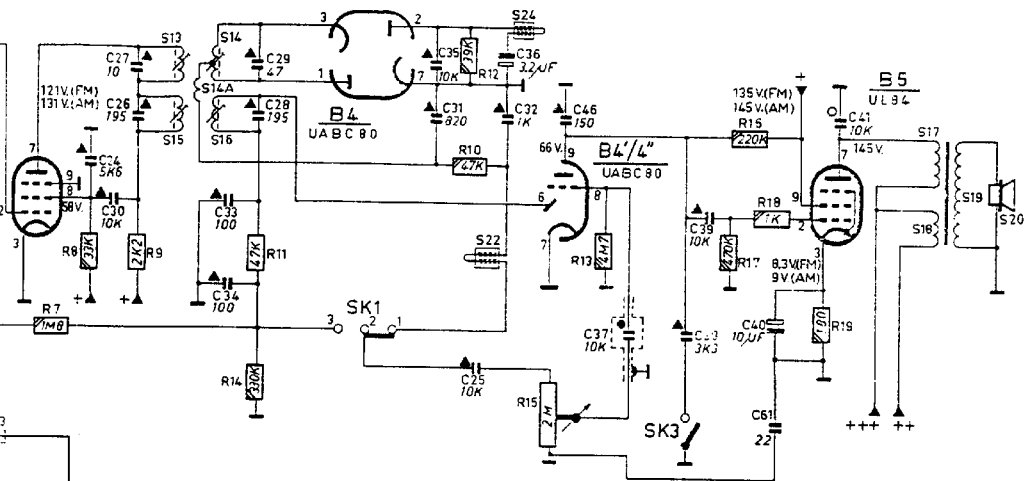 S13
S14
3
2
S24
C27
10
C29
47
C35
10K
39K
R12
C36
3,2µF
1
7
S14A
121V.(FM)
131V.(AM)
C26
195
C28
195
B4
UABC80
C31
820
C32
1K
C46
150
135V.(FM)
145V.(AM)
+
B5
UL84
C41
10K
S15
S16
R10
47K
66V.
9
B4'/4"
UABC80
R16
220K
7
145V.
S17
7
C24
5K6
9
8
58V.
2
3
C30
10K
R8
33K
2K2
R9
+
+
C33
100
47K
R11
C34
100
6
8
7
S22
R13
4M7
C39
10K
R18
1K
9
2
3
470K
R17
8,3V.(FM)
9V.(AM)
S18
S19
S20
R7
1M8
SK1
3
2
1
C37
10K
3K3
C40
10µF
180
R19
R14
330K
C25
10K
R15
2M
SK3
C61
22
+++
++
3